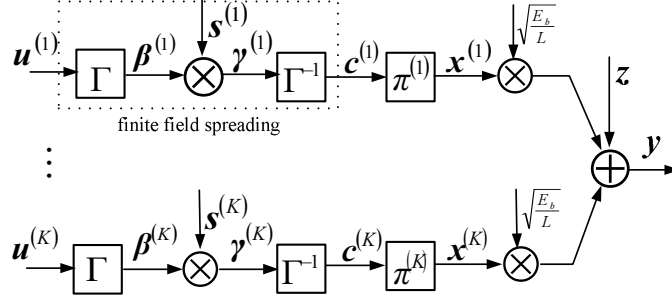 u^(1) Γ β^(1) s^(1) γ^(1) Γ^-1 c^(1) π^(1) x^(1) √(E_b/L)
finite field spreading
z
y
⋮
u^(K) Γ β^(K) s^(K) γ^(K) Γ^-1 c^(K) π^(K) x^(K) √(E_b/L)